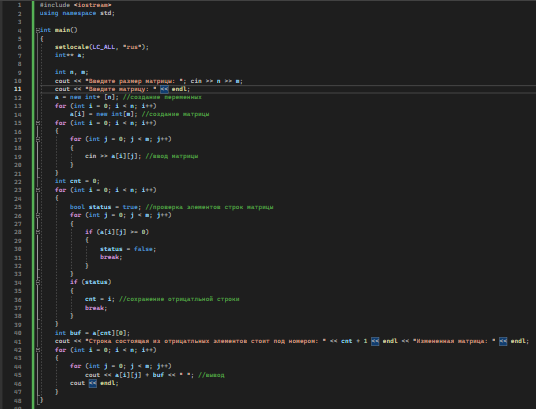 1 #include <iostream>
2 using namespace std;
3
4 int main()
5 {
6 setlocale(LC_ALL, "rus");
7 int** a;
8
9 int n, m;
10 cout << "Введите размер матрицы: "; cin >> n >> m;
11 cout << "Введите матрицу: " << endl;
12 a = new int* [n]; //создание переменных
13 for (int i = 0; i < n; i++)
14 a[i] = new int[m]; //создание матрицы
15 for (int i = 0; i < n; i++)
16 {
17 for (int j = 0; j < m; j++)
18 {
19 cin >> a[i][j]; //ввод матрицы
20 }
21 }
22 int cnt = 0;
23 for (int i = 0; i < n; i++)
24 {
25 bool status = true; //проверка элементов строк матрицы
26 for (int j = 0; j < m; j++)
27 {
28 if (a[i][j] >= 0)
29 {
30 status = false;
31 break;
32 }
33 }
34 if (status)
35 {
36 cnt = i; //сохранение отрицатльной строки
37 break;
38 }
39 }
40 int buf = a[cnt][0];
41 cout << "Строка состоящая из отрицатльных элементов стоит под номером: " << cnt + 1 << endl << "Измененная матрица: " << endl;
42 for (int i = 0; i < n; i++)
43 {
44 for (int j = 0; j < m; j++)
45 cout << a[i][j] + buf << " "; //вывод
46 cout << endl;
47 }
48 }